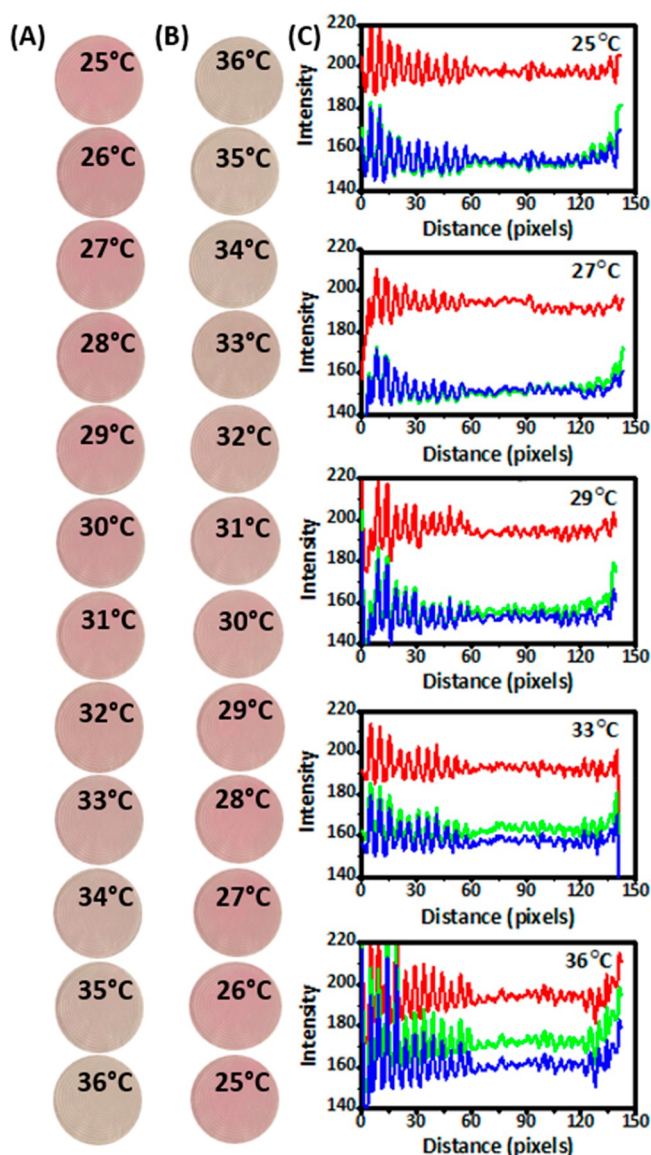 (A)
25°C
26°C
27°C
28°C
29°C
30°C
31°C
32°C
33°C
34°C
35°C
36°C
(B)
36°C
35°C
34°C
33°C
32°C
31°C
30°C
29°C
28°C
27°C
26°C
25°C
(C)
220
200
180
160
140
Intensity
25°C
0 30 60 90 120 150
Distance (pixels)
220
200
180
160
140
Intensity
27°C
0 30 60 90 120 150
Distance (pixels)
220
200
180
160
140
Intensity
29°C
0 30 60 90 120 150
Distance (pixels)
220
200
180
160
140
Intensity
33°C
0 30 60 90 120 150
Distance (pixels)
220
200
180
160
140
Intensity
36°C
0 30 60 90 120 150
Distance (pixels)